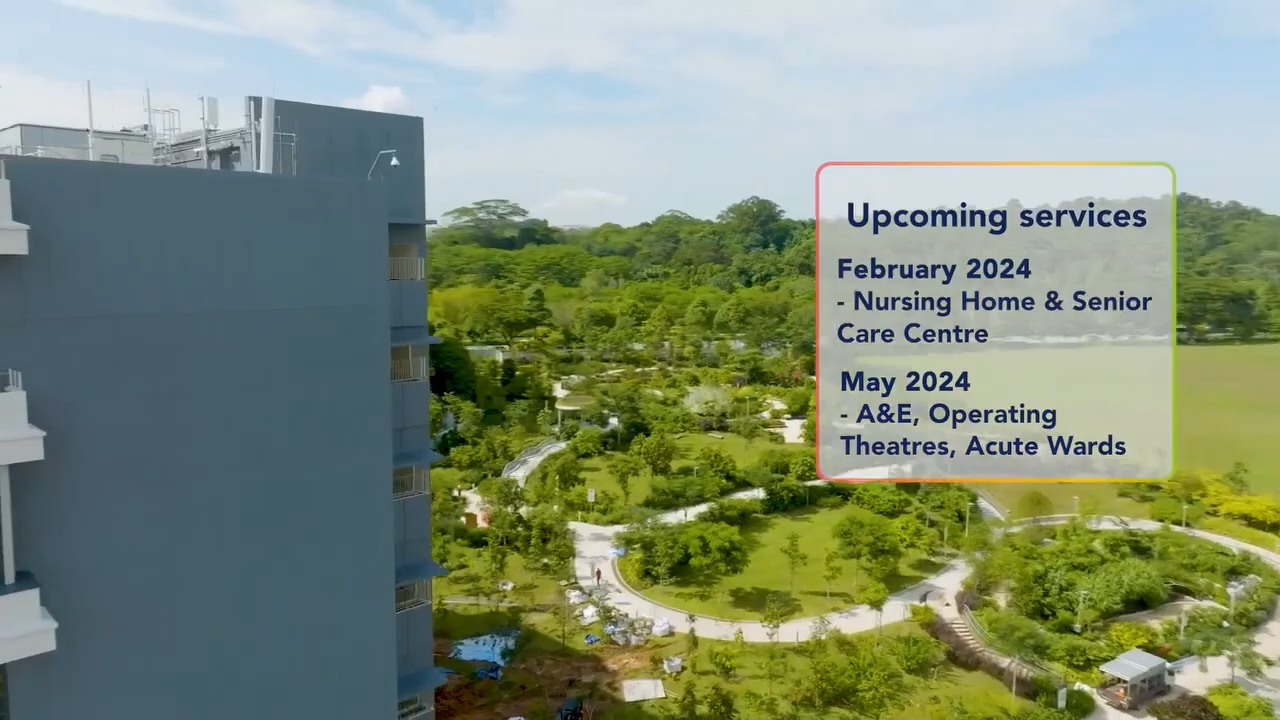 Upcoming services
February 2024
- Nursing Home & Senior
Care Centre
May 2024
- A&E, Operating
Theatres, Acute Wards